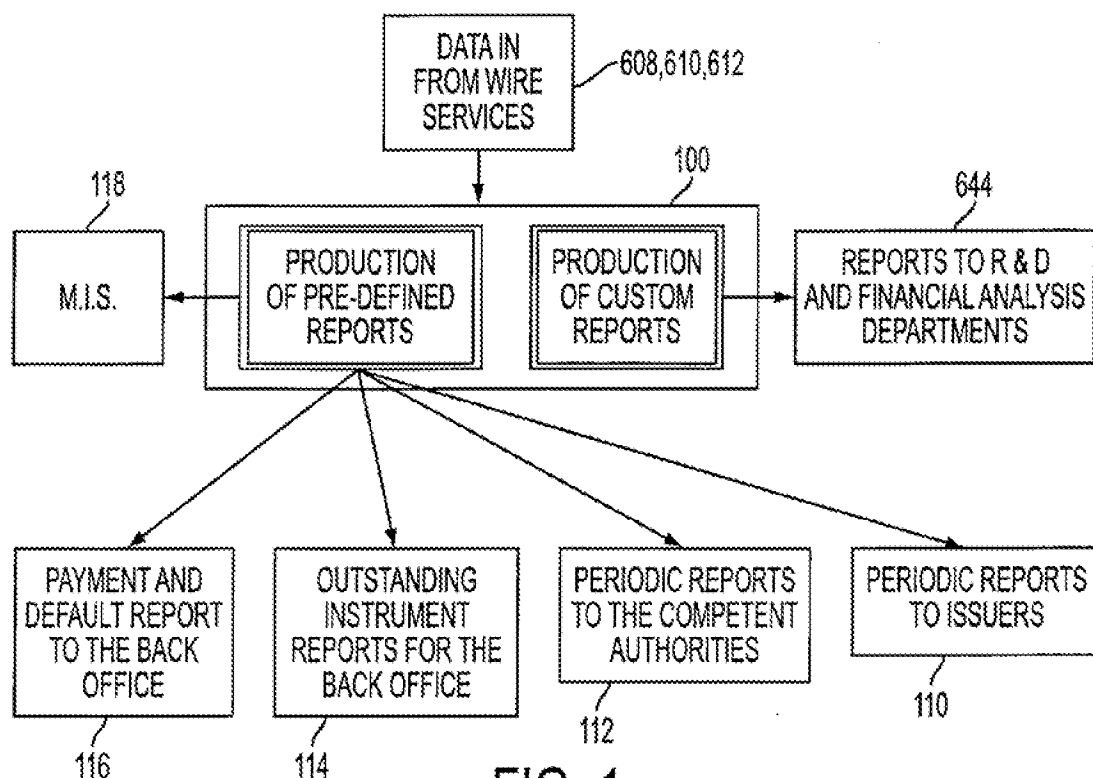 DATA IN
FROM WIRE
SERVICES
608,610,612
100
118
644
M.I.S.
PRODUCTION
OF PRE-DEFINED
REPORTS
PRODUCTION
OF CUSTOM
REPORTS
REPORTS TO R & D
AND FINANCIAL ANALYSIS
DEPARTMENTS
PAYMENT AND
DEFAULT REPORT
TO THE BACK
OFFICE
OUTSTANDING
INSTRUMENT
REPORTS FOR THE
BACK OFFICE
PERIODIC REPORTS
TO THE COMPETENT
AUTHORITIES
PERIODIC REPORTS
TO ISSUERS
116
114
112
110
FIG. 1